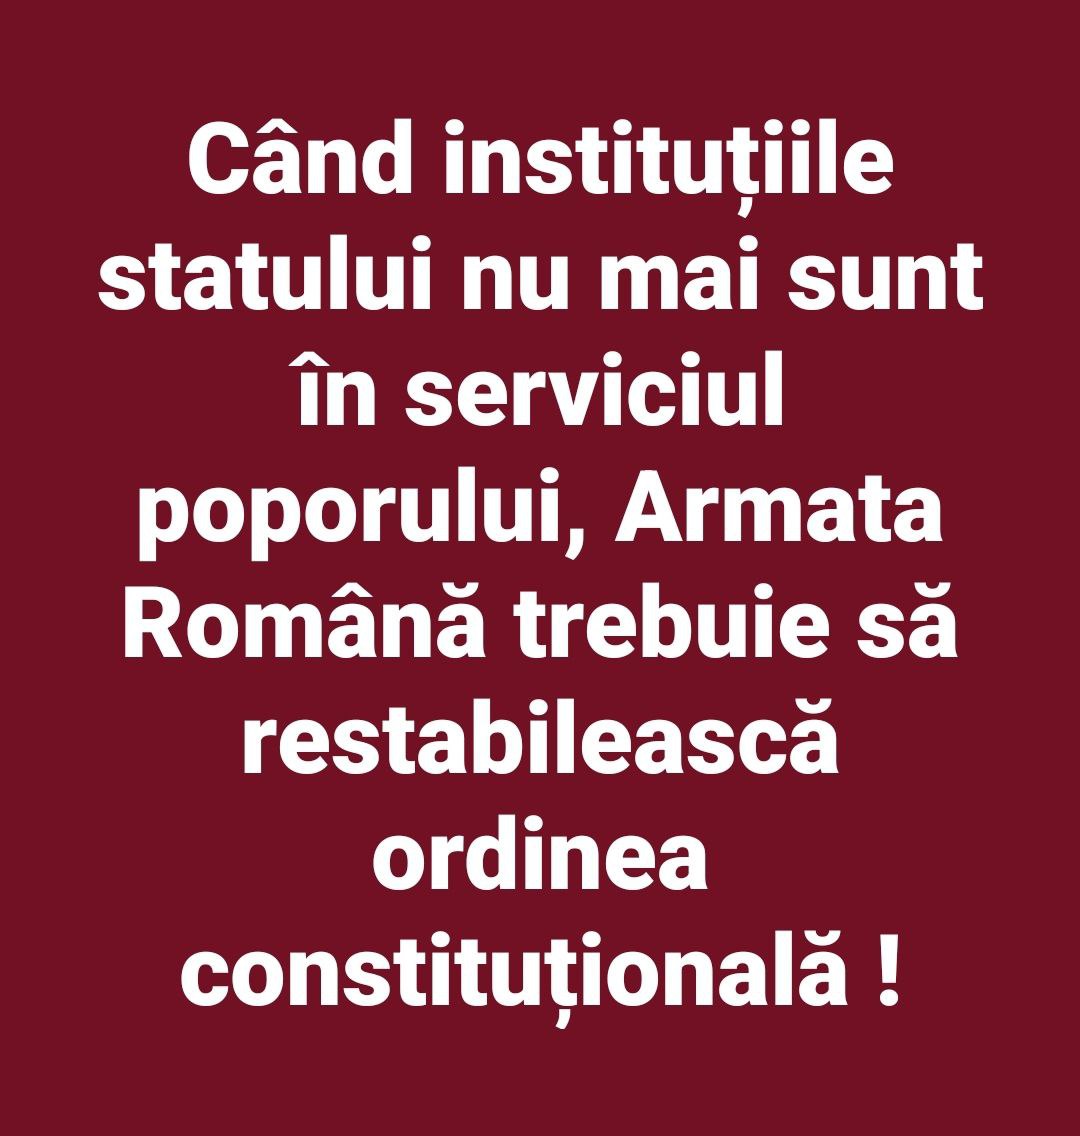 Când instituțiile
statului nu mai sunt
în serviciul
poporului, Armata
Română trebuie să
restabilească
ordinea
constituțională !